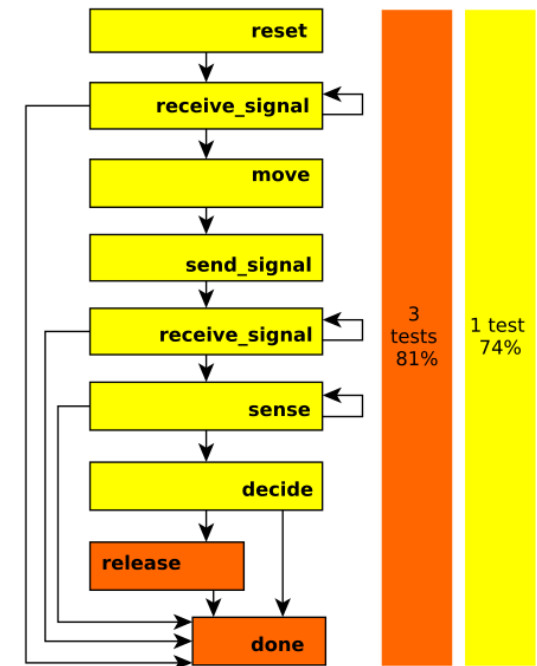 reset
receive_signal
move
send_signal
receive_signal
sense
decide
release
done
3
tests
81%
1 test
74%